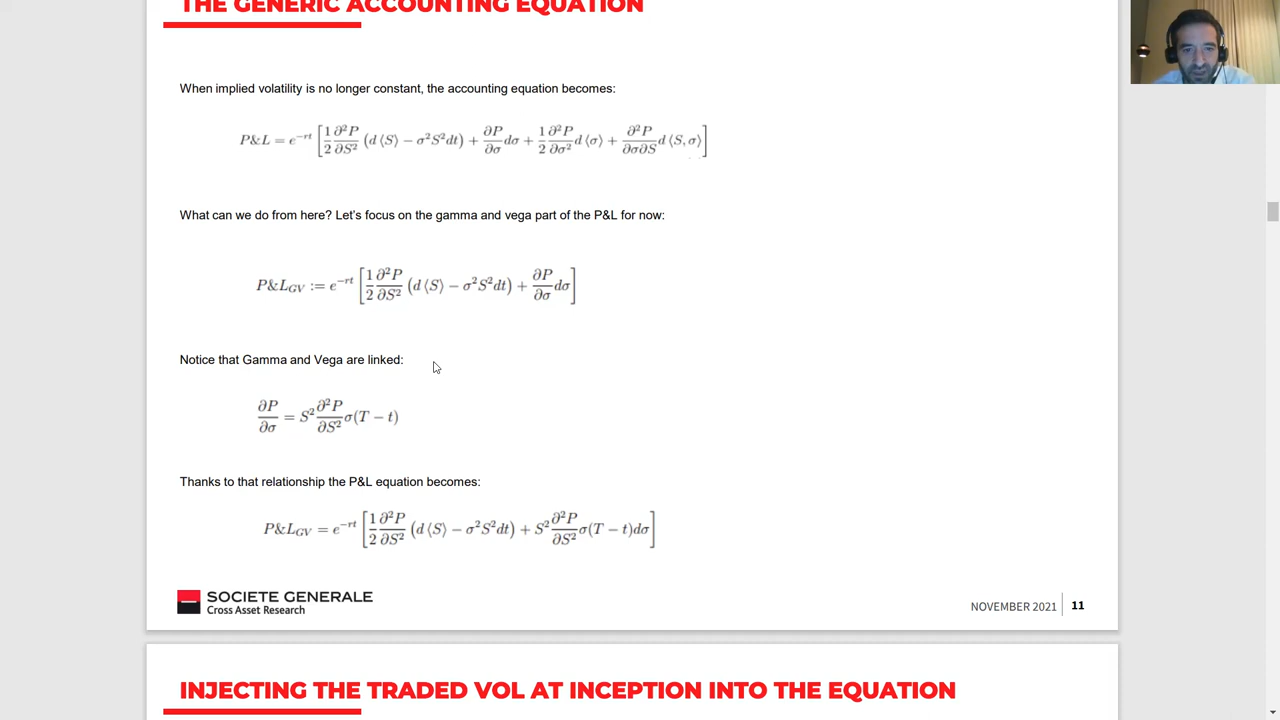 THE GENERIC ACCOUNTING EQUATION
When implied volatility is no longer constant, the accounting equation becomes:
P&L = e^{-rt} [ 1/2 ∂²P/∂S² (d⟨S⟩ − σ²S²dt) + ∂P/∂σ dσ + 1/2 ∂²P/∂σ² d⟨σ⟩ + ∂²P/∂σ∂S d⟨S,σ⟩ ]
What can we do from here? Let's focus on the gamma and vega part of the P&L for now:
P&L_{GV} := e^{-rt} [ 1/2 ∂²P/∂S² (d⟨S⟩ − σ²S²dt) + ∂P/∂σ dσ ]
Notice that Gamma and Vega are linked:
∂P/∂σ = S² ∂²P/∂S² σ(T − t)
Thanks to that relationship the P&L equation becomes:
P&L_{GV} = e^{-rt} [ 1/2 ∂²P/∂S² (d⟨S⟩ − σ²S²dt) + S² ∂²P/∂S² σ(T − t)dσ ]
SOCIETE GENERALE
Cross Asset Research
NOVEMBER 2021 11
INJECTING THE TRADED VOL AT INCEPTION INTO THE EQUATION